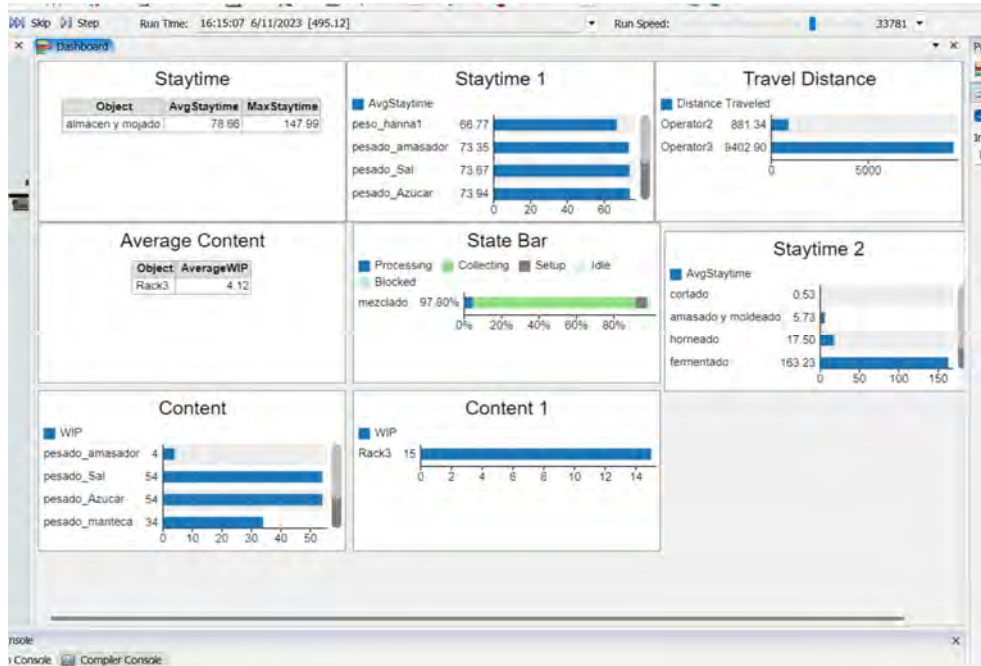 Skip Step Run Time: 16:15:07 6/11/2023 [495.12] Run Speed: 33781
Dashboard
Staytime
Object AvgStaytime MaxStaytime
almacen y mojado 78.66 147.99
Staytime 1
AvgStaytime
peso_harina1 66.77
pesado_amasador 73.35
pesado_Sal 73.67
pesado_Azucar 73.94
0 20 40 60
Travel Distance
Distance Traveled
Operator2 881.34
Operator3 9402.90
0 5000
Average Content
Object AverageWIP
Rack3 4.12
State Bar
Processing Collecting Setup Idle
Blocked
mezclado 97.80%
0% 20% 40% 60% 80%
Staytime 2
AvgStaytime
cortado 0.53
amasado y moldeado 5.73
horneado 17.50
fermentado 163.23
0 50 100 150
Content
WIP
pesado_amasador 4
pesado_Sal 54
pesado_Azucar 54
pesado_manteca 34
0 10 20 30 40 50
Content 1
WIP
Rack3 15
0 2 4 6 8 10 12 14
Compiler Console